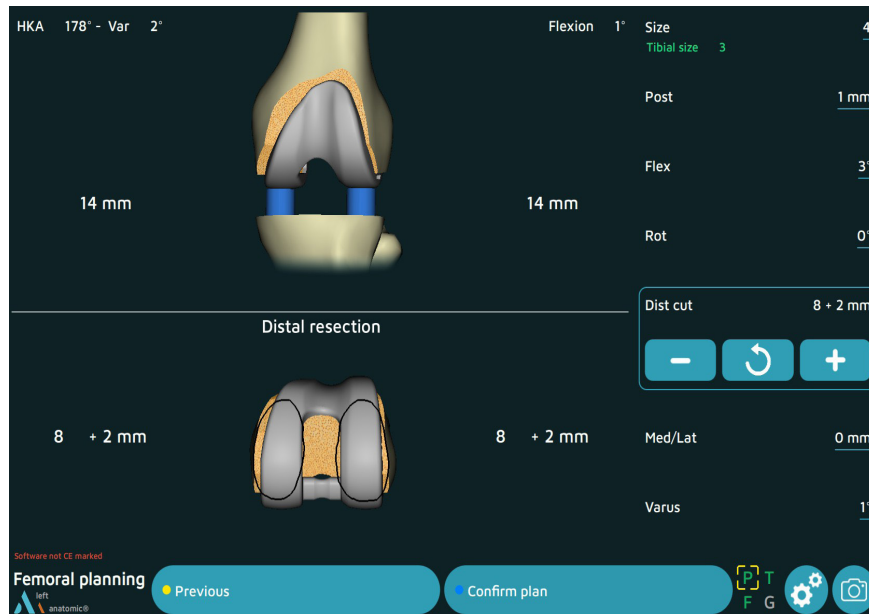 HKA 178° - Var 2°
Flexion 1°
14 mm
14 mm
Distal resection
8 + 2 mm
8 + 2 mm
Size 4
Tibial size 3
Post 1 mm
Flex 3°
Rot 0°
Dist cut 8 + 2 mm
Med/Lat 0 mm
Varus 1°
Software not CE marked
Femoral planning
left
anatomic®
Previous
Confirm plan
P T
F G